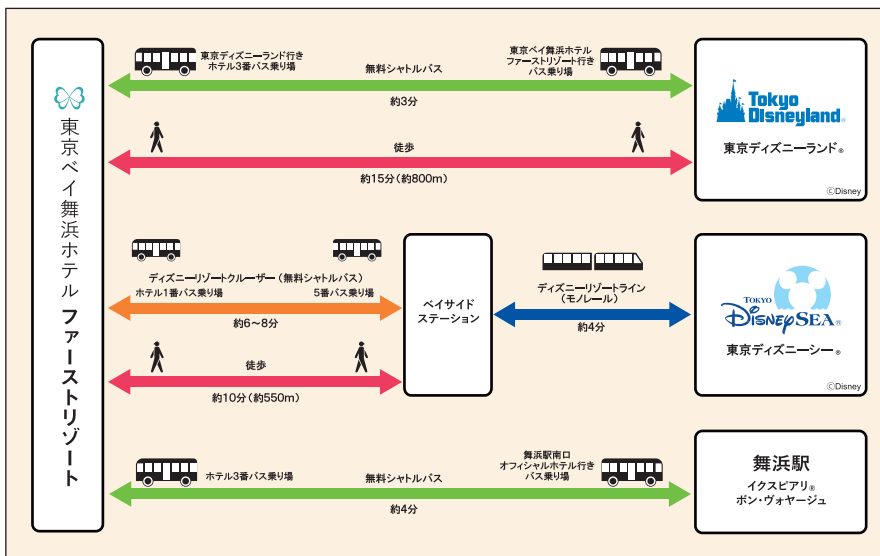 東京ベイ舞浜ホテル ファーストリゾート
東京ディズニーランド行き
ホテル3番バス乗り場
無料シャトルバス
東京ベイ舞浜ホテル
ファーストリゾート行き
バス乗り場
約3分
徒歩
約15分(約800m)
Tokyo
Disneyland®
東京ディズニーランド®
©Disney
ディズニーリゾートクルーザー(無料シャトルバス)
ホテル1番バス乗り場
5番バス乗り場
約6〜8分
徒歩
約10分(約550m)
ベイサイド
ステーション
ディズニーリゾートライン
(モノレール)
約4分
TOKYO
DISNEY SEA®
東京ディズニーシー®
©Disney
ホテル3番バス乗り場
無料シャトルバス
舞浜駅南口
オフィシャルホテル行き
バス乗り場
約4分
舞浜駅
イクスピアリ®
ボン・ヴォヤージュ